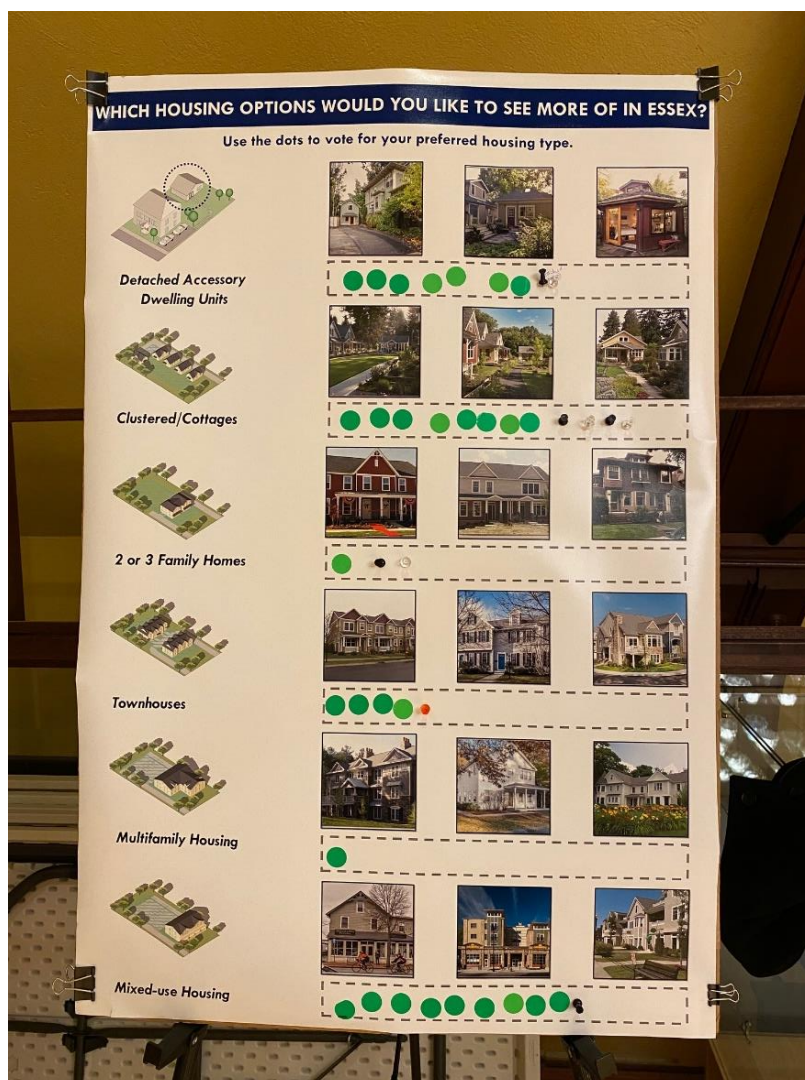 WHICH HOUSING OPTIONS WOULD YOU LIKE TO SEE MORE OF IN ESSEX?
Use the dots to vote for your preferred housing type.
Detached Accessory
Dwelling Units
Clustered/Cottages
2 or 3 Family Homes
Townhouses
Multifamily Housing
Mixed-use Housing